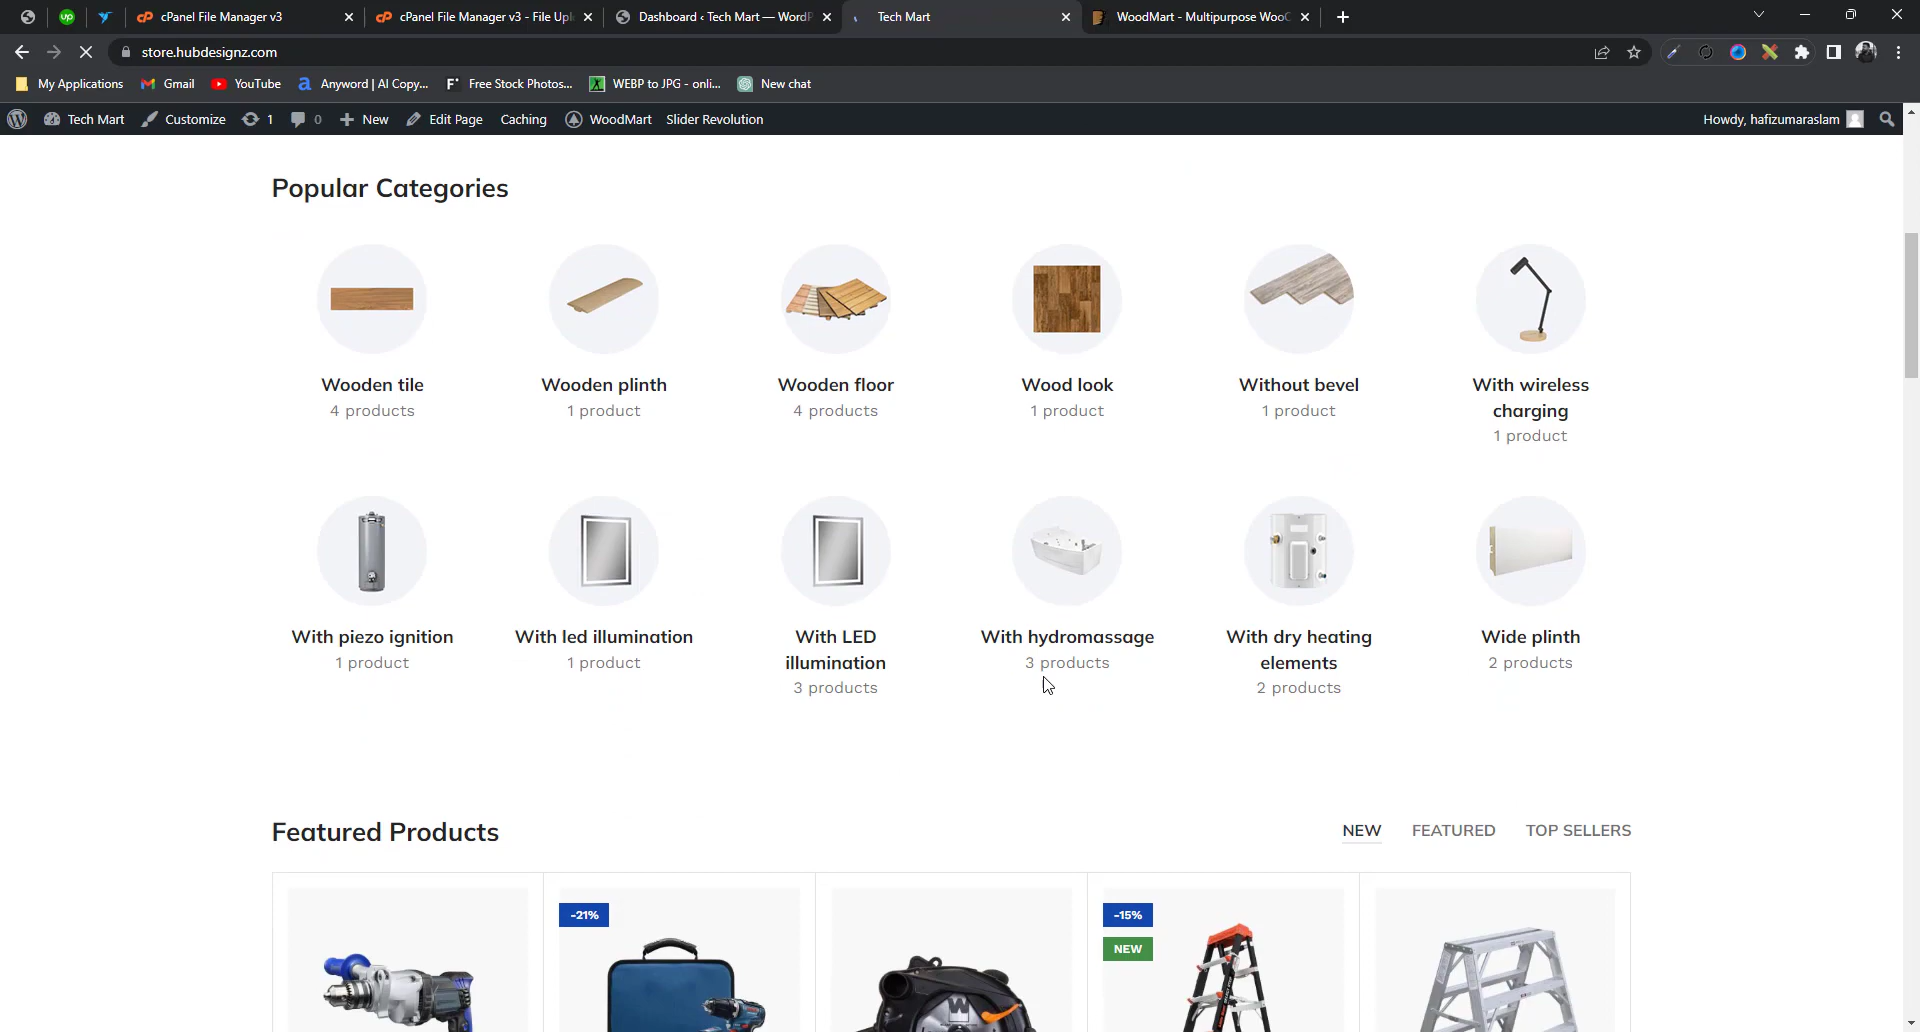 cPanel File Manager v3
cPanel File Manager v3 - File Upl
Dashboard ‹ Tech Mart — WordP
Tech Mart
WoodMart - Multipurpose WooC
store.hubdesignz.com
My Applications
Gmail
YouTube
Anyword | AI Copy...
Free Stock Photos...
WEBP to JPG - onli...
New chat
Tech Mart
Customize
1
0
New
Edit Page
Caching
WoodMart
Slider Revolution
Howdy, hafizumaraslam
Popular Categories
Wooden tile
4 products
Wooden plinth
1 product
Wooden floor
4 products
Wood look
1 product
Without bevel
1 product
With wireless
charging
1 product
With piezo ignition
1 product
With led illumination
1 product
With LED
illumination
3 products
With hydromassage
3 products
With dry heating
elements
2 products
Wide plinth
2 products
Featured Products
NEW
FEATURED
TOP SELLERS
-21%
-15%
NEW